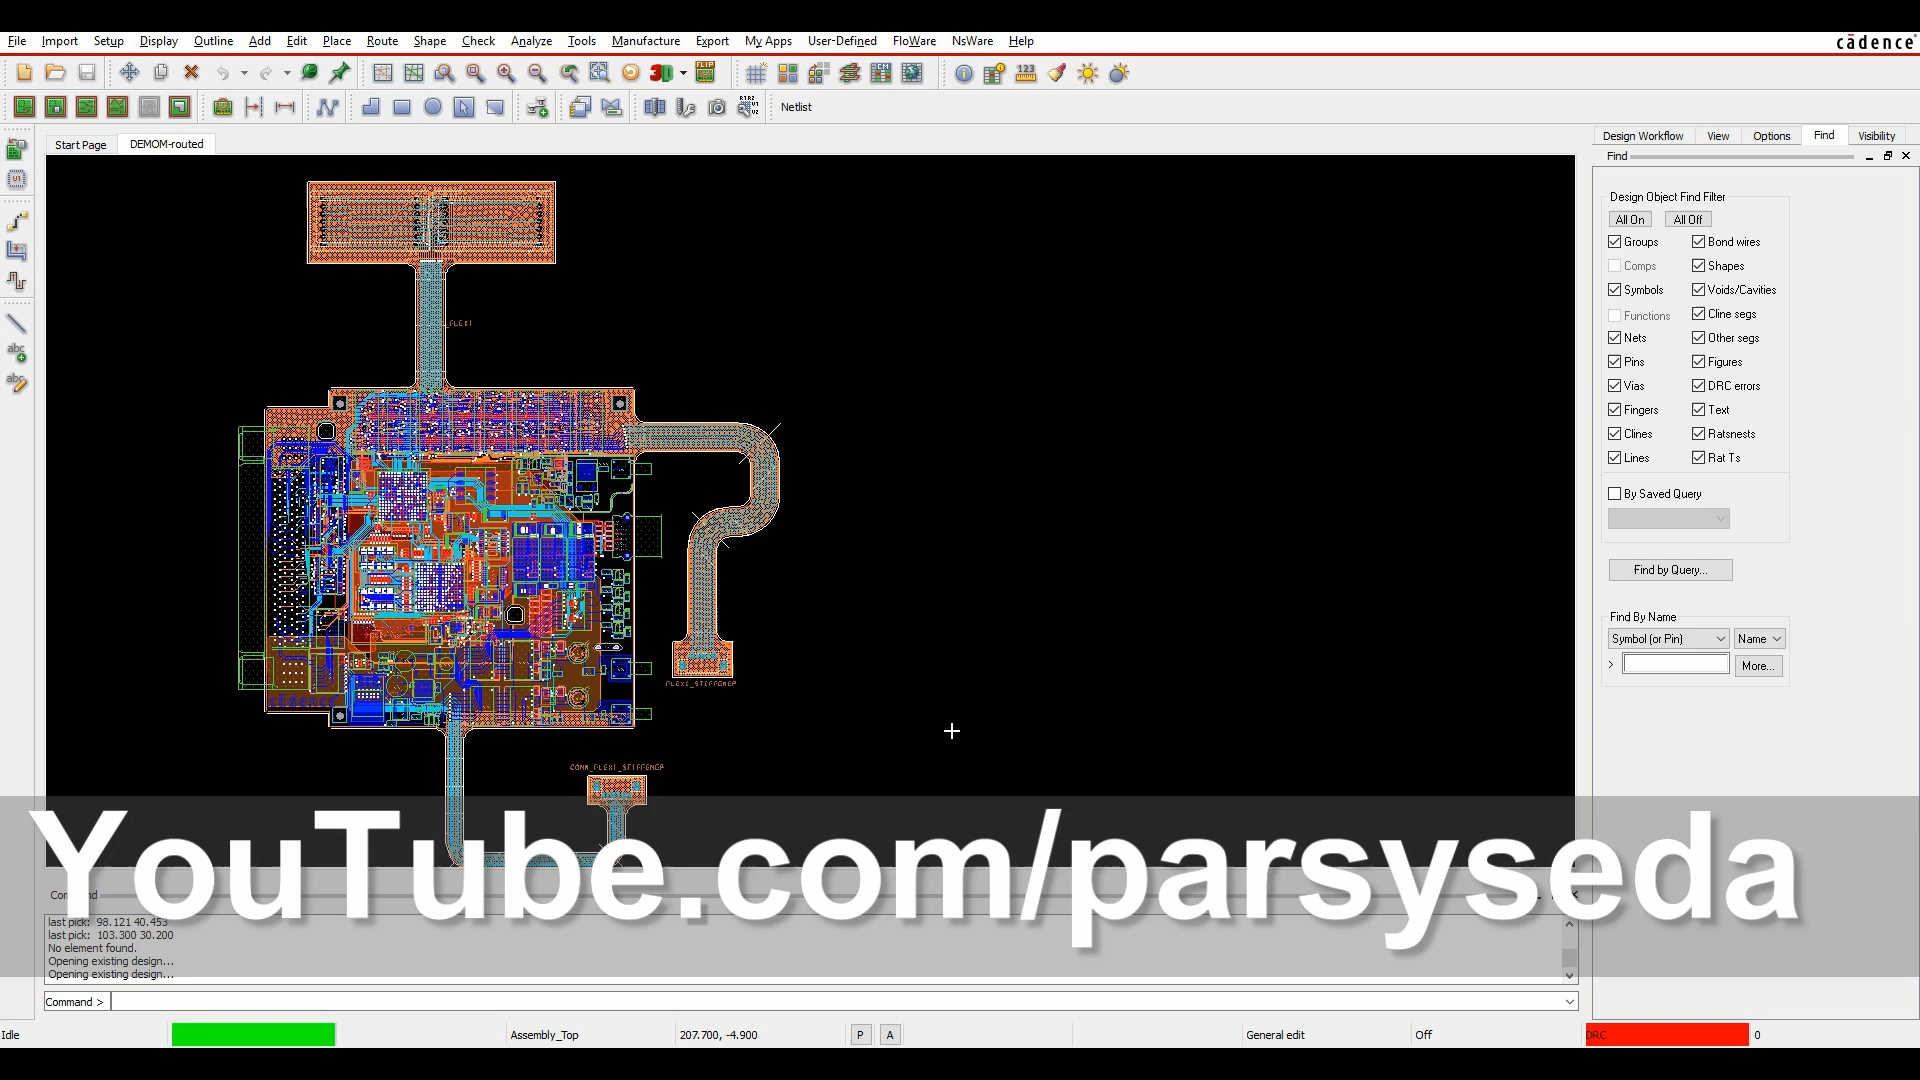 File Import Setup Display Outline Add Edit Place Route Shape Check Analyze Tools Manufacture Export My Apps User-Defined FloWare NsWare Help
cādence
Netlist
Start Page DEMOM-routed
Design Workflow View Options Find Visibility
Find
Design Object Find Filter
All On All Off
Groups Bond wires
Comps Shapes
Symbols Voids/Cavities
Functions Cline segs
Nets Other segs
Pins Figures
Vias DRC errors
Fingers Text
Clines Ratsnests
Lines Rat Ts
By Saved Query
Find by Query...
Find By Name
Symbol (or Pin) Name
> More...
YouTube.com/parsyseda
last pick: 98.121 40.453
last pick: 103.300 30.200
No element found.
Opening existing design...
Opening existing design...
Command >
Idle Assembly_Top 207.700, -4.900 P A General edit Off DRC 0